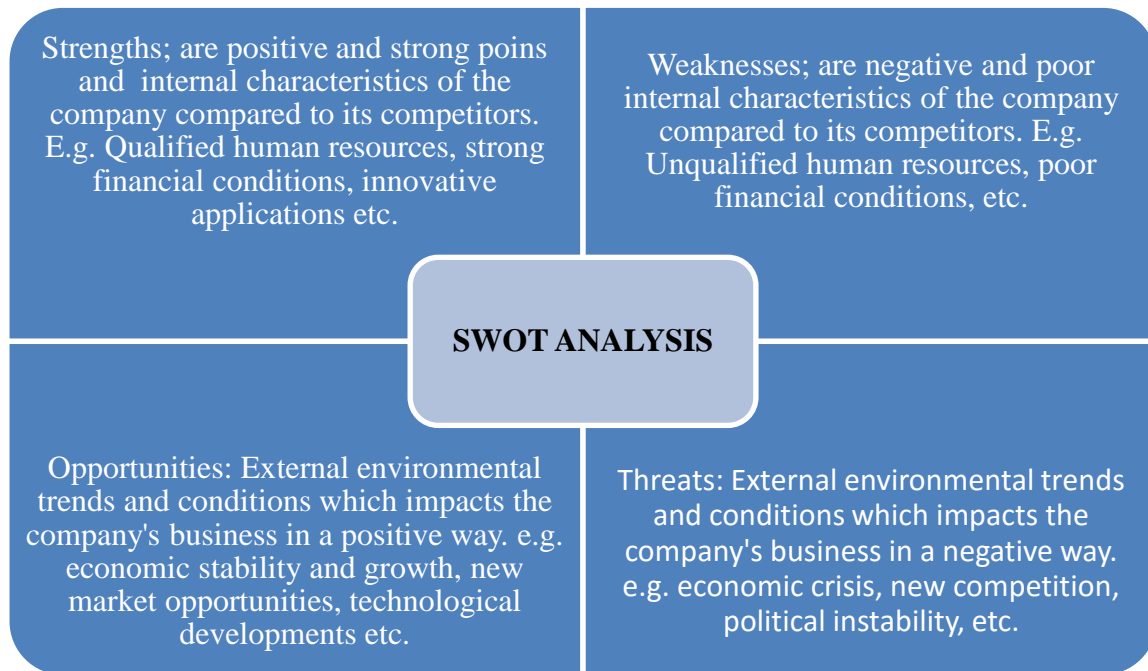 Strengths; are positive and strong poins
and internal characteristics of the
company compared to its competitors.
E.g. Qualified human resources, strong
financial conditions, innovative
applications etc.
Weaknesses; are negative and poor
internal characteristics of the company
compared to its competitors. E.g.
Unqualified human resources, poor
financial conditions, etc.
SWOT ANALYSIS
Opportunities: External environmental
trends and conditions which impacts the
company's business in a positive way. e.g.
economic stability and growth, new
market opportunities, technological
developments etc.
Threats: External environmental trends
and conditions which impacts the
company's business in a negative way.
e.g. economic crisis, new competition,
political instability, etc.